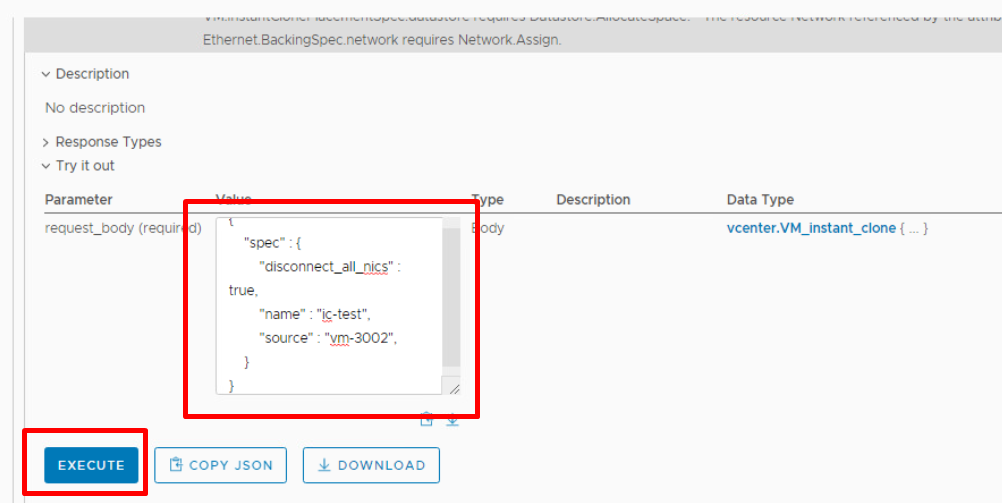 VM.InstantClonePlacementSpec.datastore requires Datastore.AllocateSpace. The resource Network referenced by the attrib
Ethernet.BackingSpec.network requires Network.Assign.
Description
No description
Response Types
Try it out
Parameter Value Type Description Data Type
request_body (required) Body vcenter.VM_instant_clone { ... }
{
"spec" : {
"disconnect_all_nics" :
true,
"name" : "ic-test",
"source" : "vm-3002",
}
}
EXECUTE COPY JSON DOWNLOAD